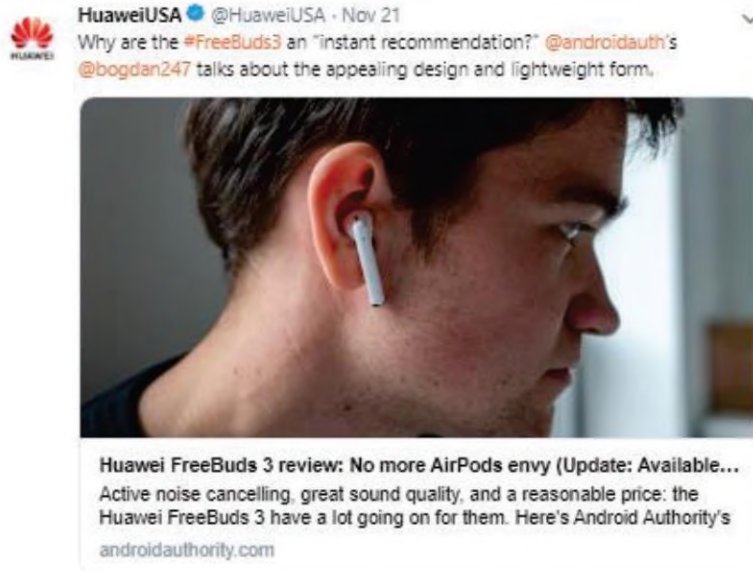 HuaweiUSA @HuaweiUSA · Nov 21
HUAWEI
Why are the #FreeBuds3 an "instant recommendation?" @androidauth's
@bogdan247 talks about the appealing design and lightweight form.
Huawei FreeBuds 3 review: No more AirPods envy (Update: Available...
Active noise cancelling, great sound quality, and a reasonable price: the
Huawei FreeBuds 3 have a lot going on for them. Here's Android Authority's
androidauthority.com